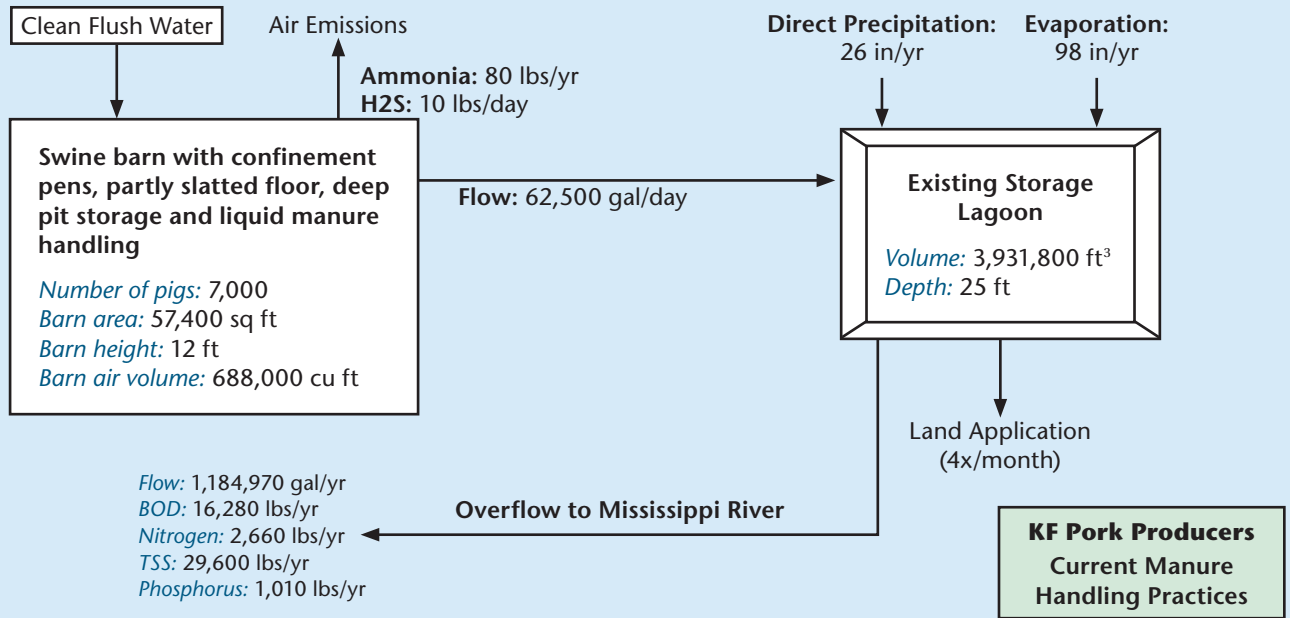 Clean Flush Water
Air Emissions
Ammonia: 80 lbs/yr
H2S: 10 lbs/day
Direct Precipitation:
26 in/yr
Evaporation:
98 in/yr
Swine barn with confinement
pens, partly slatted floor, deep
pit storage and liquid manure
handling
Number of pigs: 7,000
Barn area: 57,400 sq ft
Barn height: 12 ft
Barn air volume: 688,000 cu ft
Flow: 62,500 gal/day
Existing Storage
Lagoon
Volume: 3,931,800 ft³
Depth: 25 ft
Land Application
(4x/month)
Overflow to Mississippi River
Flow: 1,184,970 gal/yr
BOD: 16,280 lbs/yr
Nitrogen: 2,660 lbs/yr
TSS: 29,600 lbs/yr
Phosphorus: 1,010 lbs/yr
KF Pork Producers
Current Manure
Handling Practices